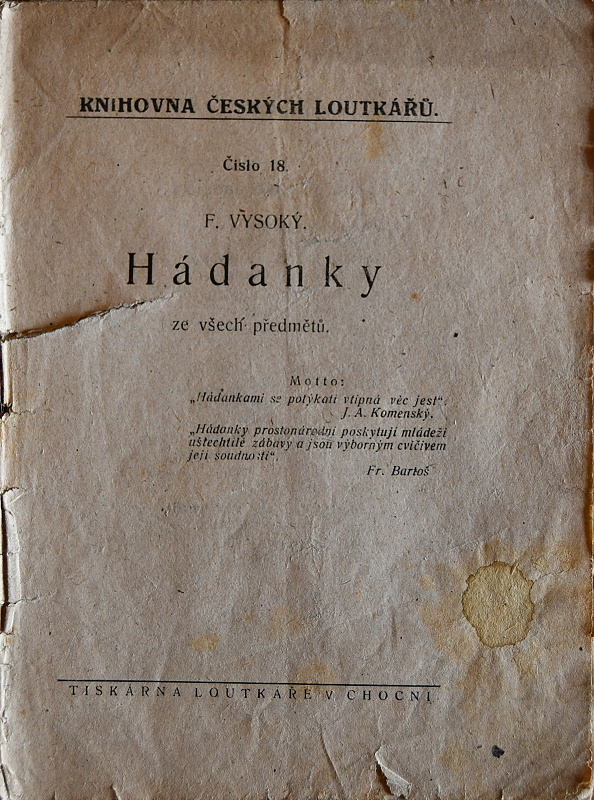 KNIHOVNA ČESKÝCH LOUTKÁŘŮ.
Číslo 18.
F. VYSOKÝ.
Hádanky
ze všech předmětů.
Motto:
„Hádankami se potýkati vtipná věc jest“.
J. A. Komenský.
„Hádanky prostonárodní poskytují mládeži
ušlechtilé zábavy a jsou výborným cvičivem
její soudnosti“.
Fr. Bartoš
TISKÁRNA LOUTKÁŘE V CHOCNI.